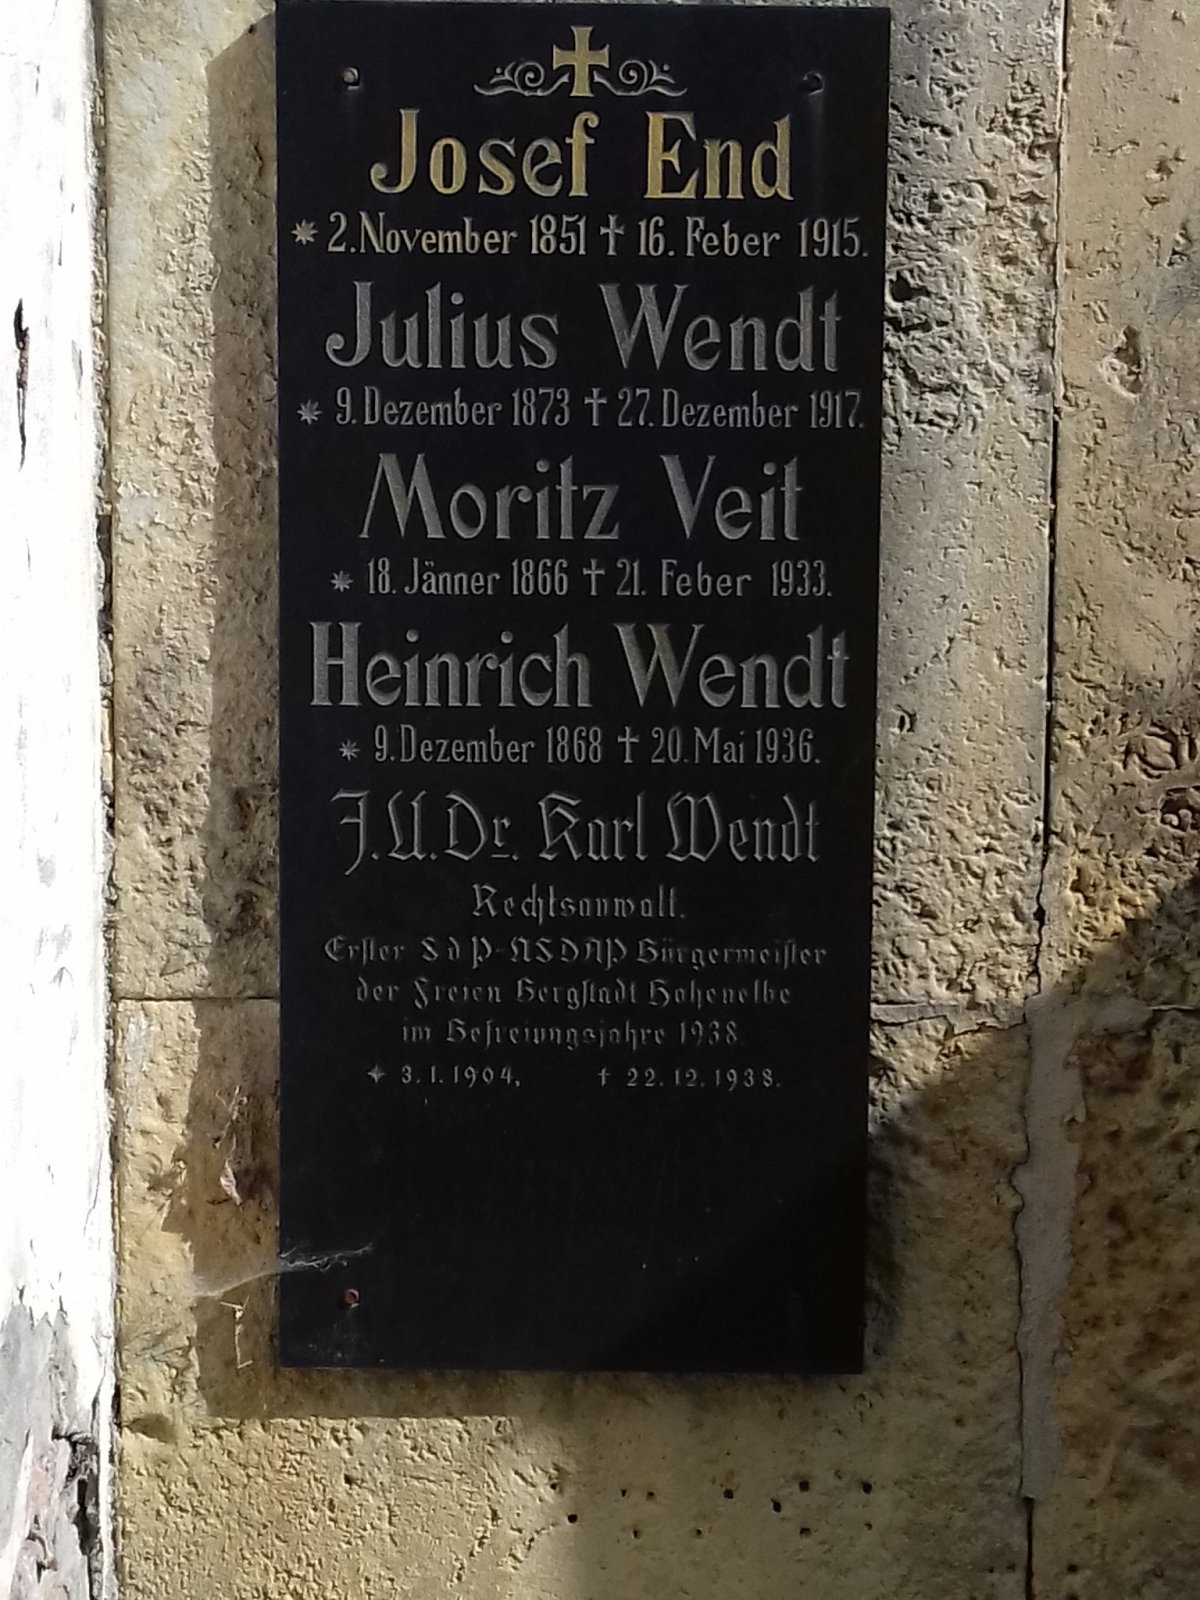 Josef End
* 2. November 1851 † 16. Feber 1915.
Julius Wendt
* 9. Dezember 1873 † 27. Dezember 1917.
Moritz Veit
* 18. Jänner 1866 † 21. Feber 1933.
Heinrich Wendt
* 9. Dezember 1868 † 20. Mai 1936.
J.U.Dr. Karl Wendt
Rechtsanwalt.
Erster SdP-NSDAP Bürgermeister
der Freien Bergstadt Hohenelbe
im Befreiungsjahre 1938.
* 3.1.1904, † 22.12.1938.